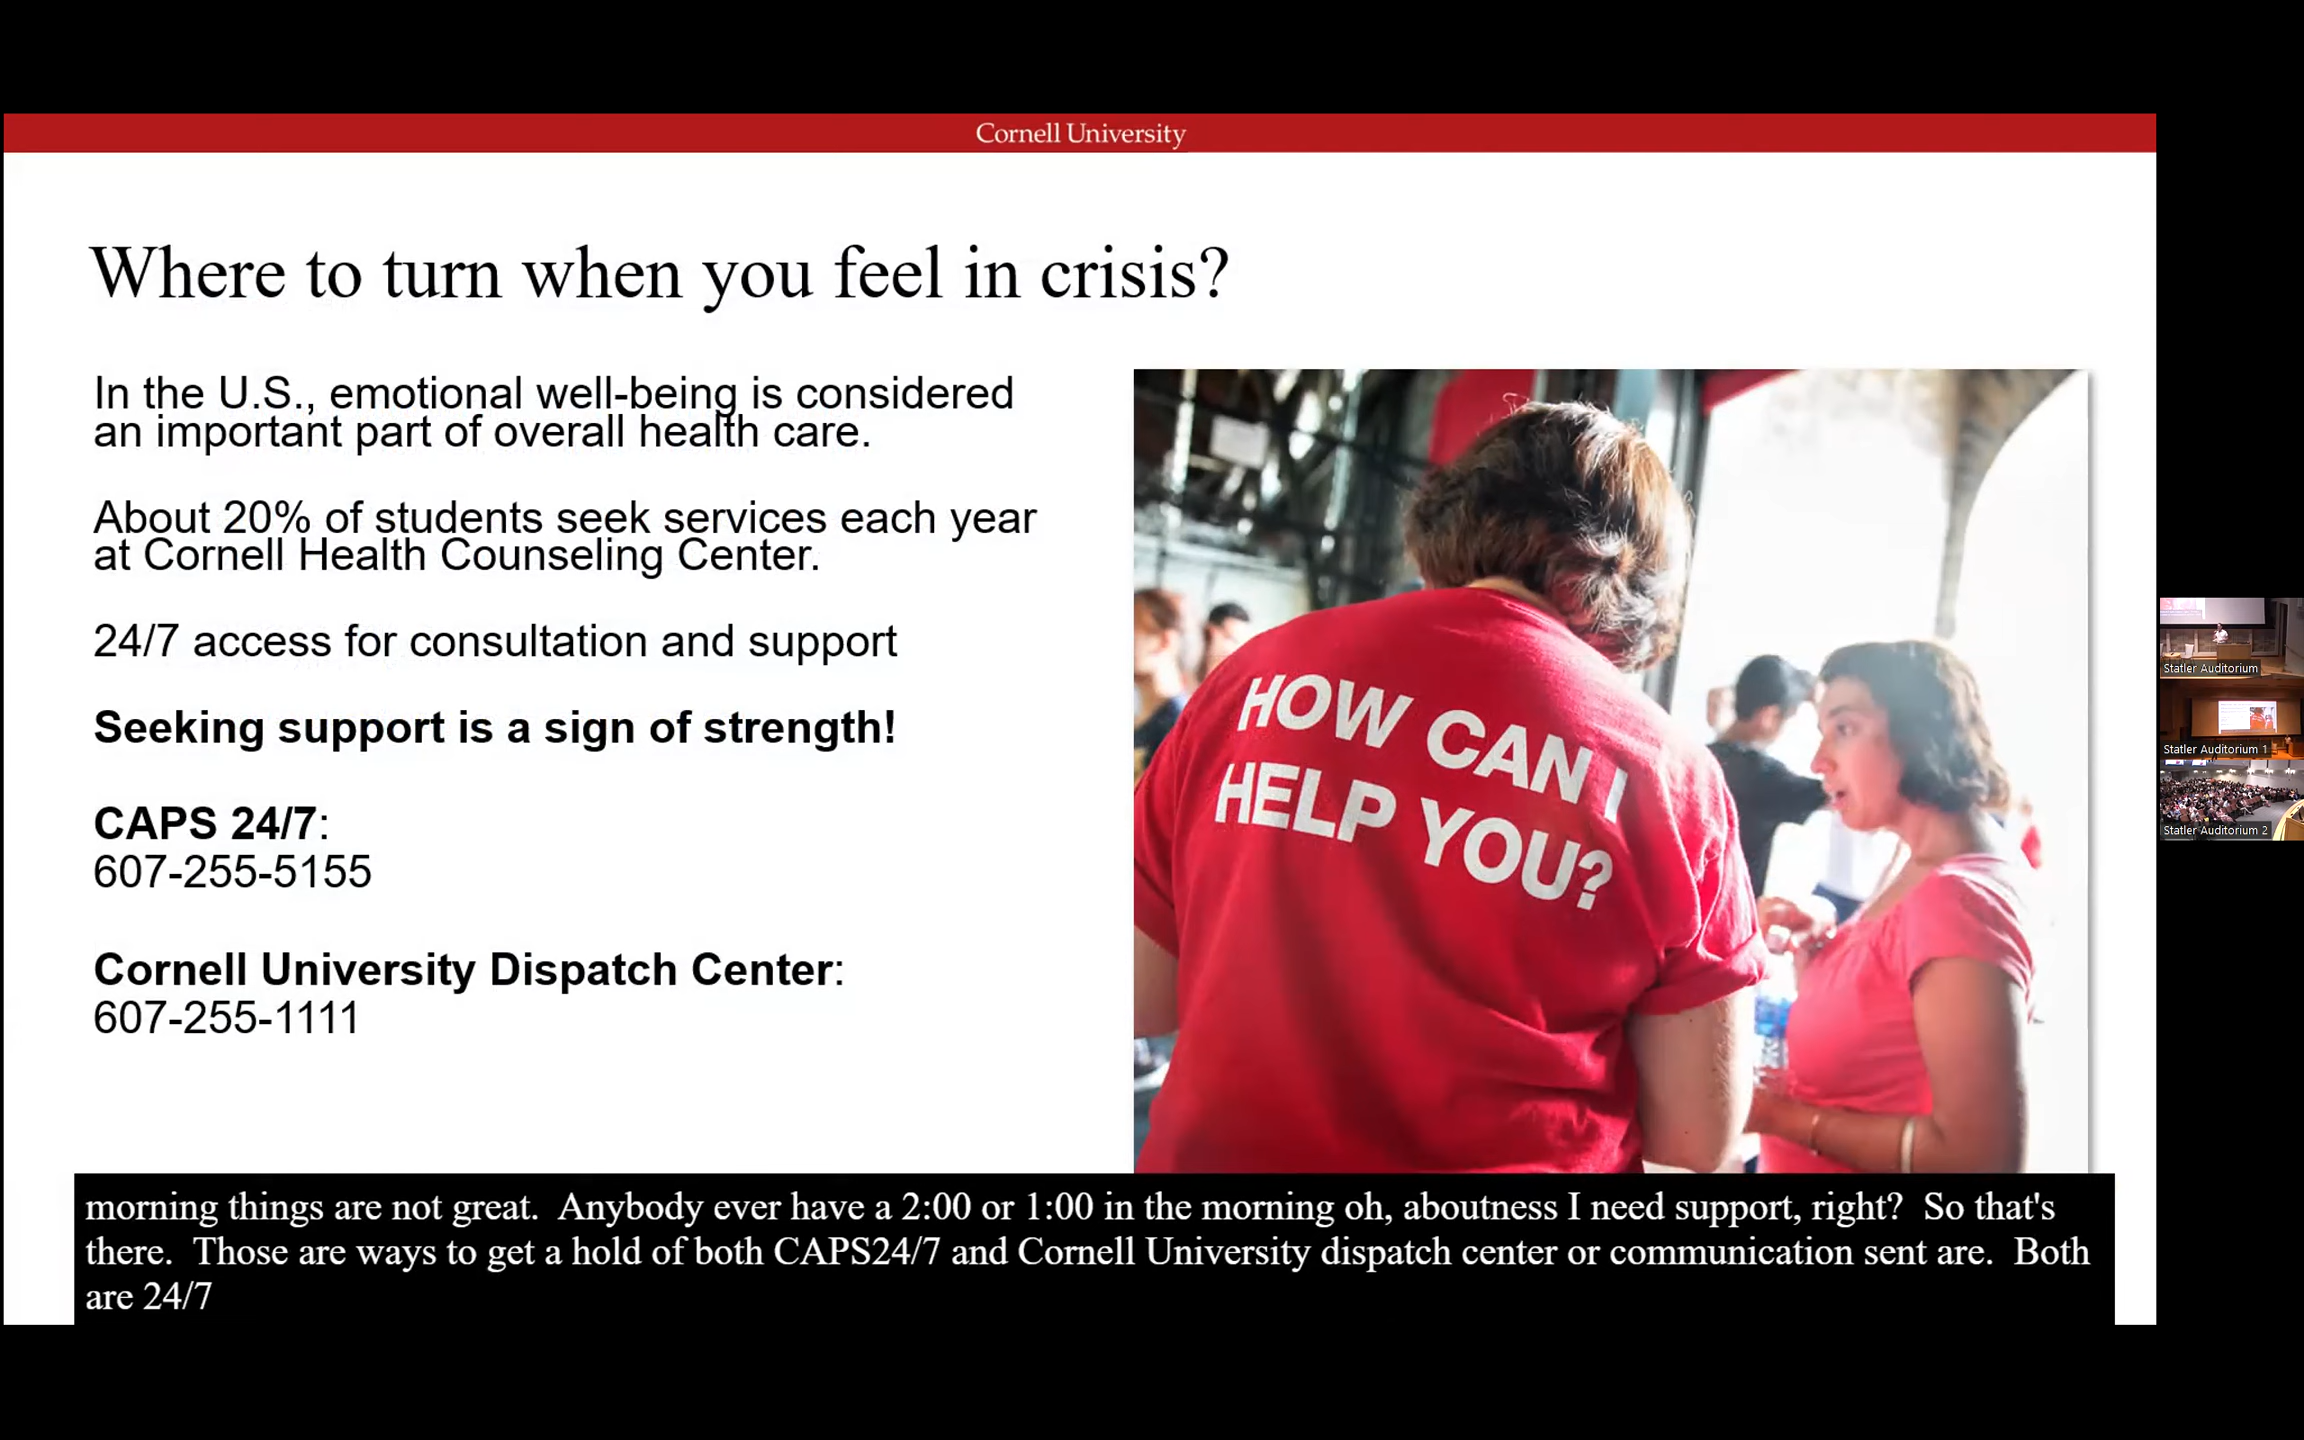 Cornell University
Where to turn when you feel in crisis?
In the U.S., emotional well-being is considered
an important part of overall health care.
About 20% of students seek services each year
at Cornell Health Counseling Center.
24/7 access for consultation and support
Seeking support is a sign of strength!
CAPS 24/7:
607-255-5155
Cornell University Dispatch Center:
607-255-1111
HOW CAN I
HELP YOU?
Statler Auditorium
Statler Auditorium 1
Statler Auditorium 2
morning things are not great.  Anybody ever have a 2:00 or 1:00 in the morning oh, aboutness I need support, right?  So that's
there.  Those are ways to get a hold of both CAPS24/7 and Cornell University dispatch center or communication sent are.  Both
are 24/7